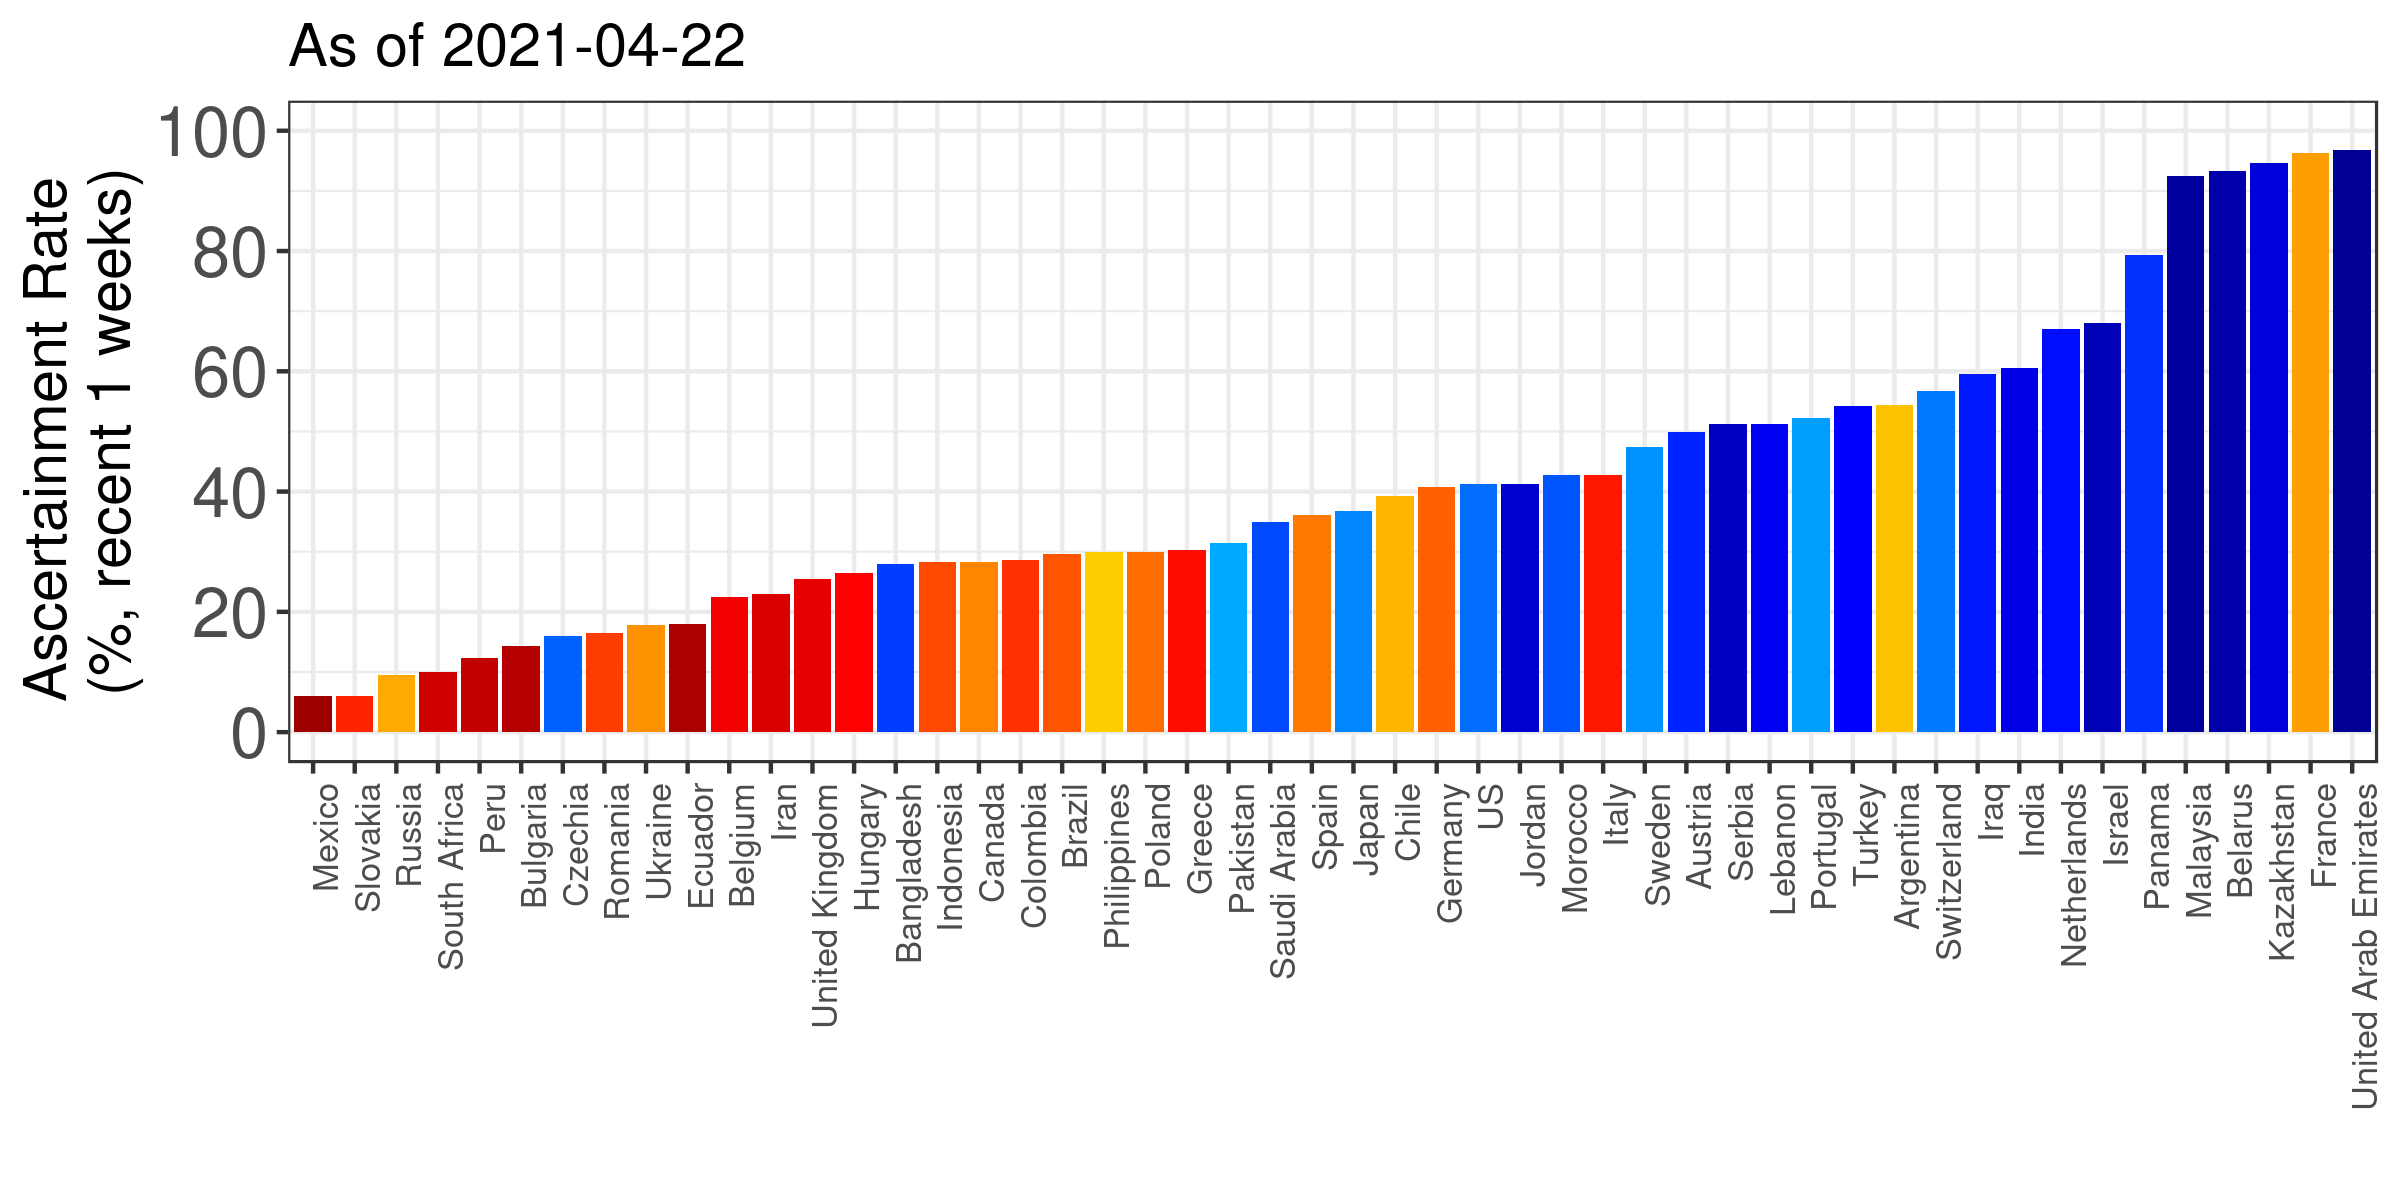 As of 2021-04-22
Ascertainment Rate
(%, recent 1 weeks)
100
80
60
40
20
0
Mexico
Slovakia
Russia
South Africa
Peru
Bulgaria
Czechia
Romania
Ukraine
Ecuador
Belgium
Iran
United Kingdom
Hungary
Bangladesh
Indonesia
Canada
Colombia
Brazil
Philippines
Poland
Greece
Pakistan
Saudi Arabia
Spain
Japan
Chile
Germany
US
Jordan
Morocco
Italy
Sweden
Austria
Serbia
Lebanon
Portugal
Turkey
Argentina
Switzerland
Iraq
India
Netherlands
Israel
Panama
Malaysia
Belarus
Kazakhstan
France
United Arab Emirates